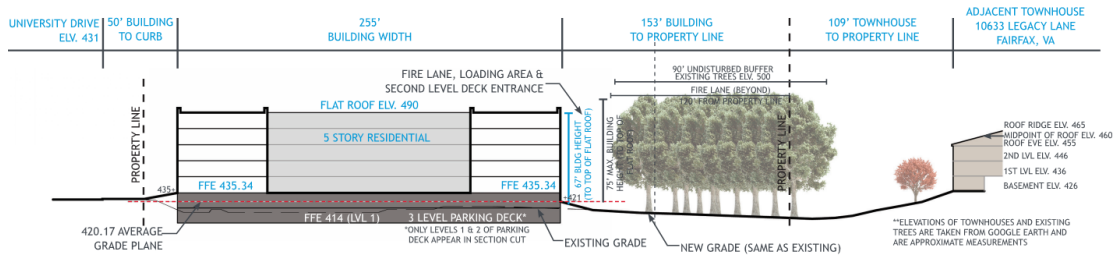 UNIVERSITY DRIVE
ELV. 431
50' BUILDING
TO CURB
255'
BUILDING WIDTH
153' BUILDING
TO PROPERTY LINE
109' TOWNHOUSE
TO PROPERTY LINE
ADJACENT TOWNHOUSE
10633 LEGACY LANE
FAIRFAX, VA
90' UNDISTURBED BUFFER
EXISTING TREES ELV. 500
FIRE LANE, LOADING AREA &
SECOND LEVEL DECK ENTRANCE
FIRE LANE (BEYOND)
120' FROM PROPERTY LINE
FLAT ROOF ELV. 490
5 STORY RESIDENTIAL
PROPERTY LINE
67' BLDG HEIGHT
(TO TOP OF FLAT ROOF)
75' MAX. BUILDING
HEIGHT (TO TOP OF
FLAT ROOF)
PROPERTY LINE
ROOF RIDGE ELV. 465
MIDPOINT OF ROOF ELV. 460
ROOF EVE ELV. 455
2ND LVL ELV. 446
1ST LVL ELV. 436
BASEMENT ELV. 426
435+
FFE 435.34
FFE 435.34
+421
FFE 414 (LVL 1)
3 LEVEL PARKING DECK*
*ONLY LEVELS 1 & 2 OF PARKING
DECK APPEAR IN SECTION CUT
420.17 AVERAGE
GRADE PLANE
EXISTING GRADE
NEW GRADE (SAME AS EXISTING)
**ELEVATIONS OF TOWNHOUSES AND EXISTING
TREES ARE TAKEN FROM GOOGLE EARTH AND
ARE APPROXIMATE MEASUREMENTS